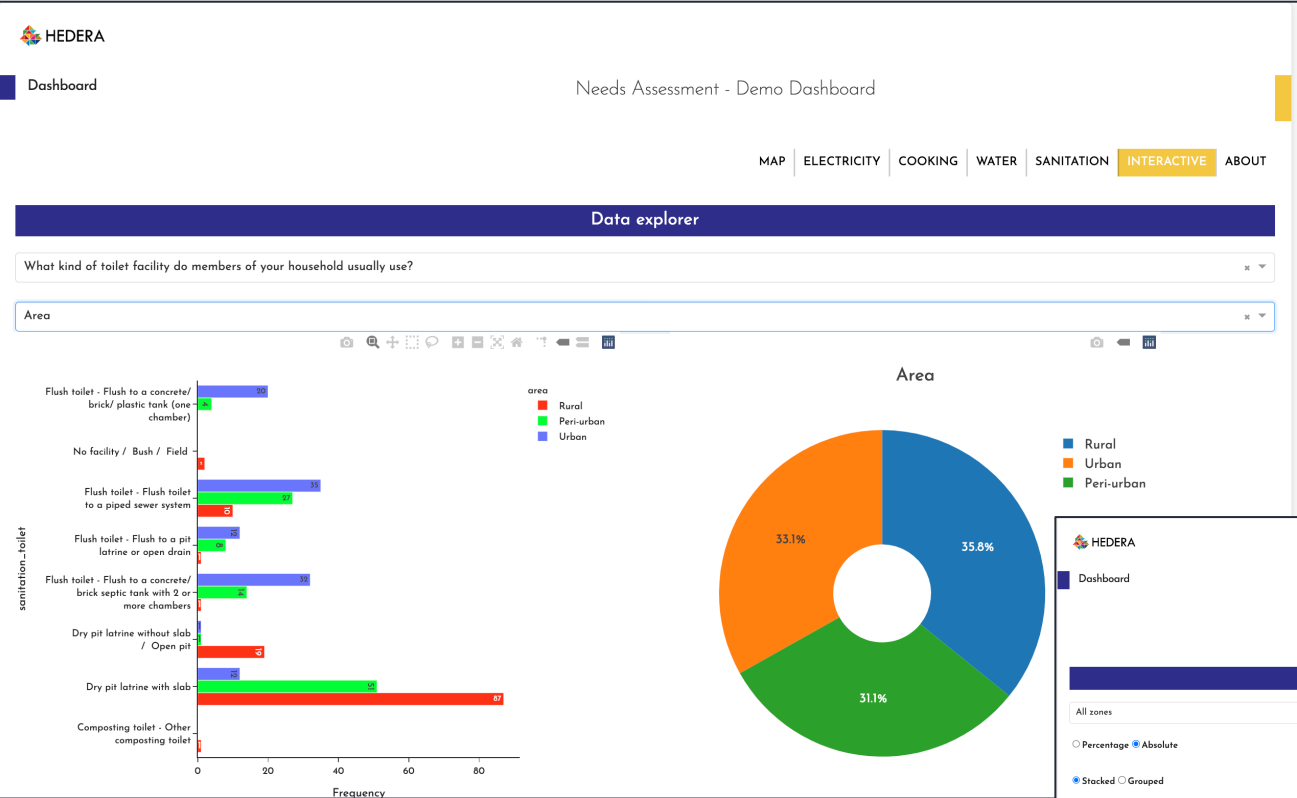 HEDERA
Dashboard
Needs Assessment - Demo Dashboard
MAP
ELECTRICITY
COOKING
WATER
SANITATION
INTERACTIVE
ABOUT
Data explorer
What kind of toilet facility do members of your household usually use?
Area
Flush toilet - Flush to a concrete/
brick/ plastic tank (one
chamber)
No facility / Bush / Field
Flush toilet - Flush toilet
to a piped sewer system
Flush toilet - Flush to a pit
latrine or open drain
Flush toilet - Flush to a concrete/
brick septic tank with 2 or
more chambers
Dry pit latrine without slab
/ Open pit
Dry pit latrine with slab
Composting toilet - Other
composting toilet
sanitation_toilet
20
4
35
27
10
12
8
32
14
19
12
51
87
0
20
40
60
80
Frequency
area
Rural
Peri-urban
Urban
Area
33.1%
35.8%
31.1%
Rural
Urban
Peri-urban
HEDERA
Dashboard
All zones
Percentage
Absolute
Stacked
Grouped